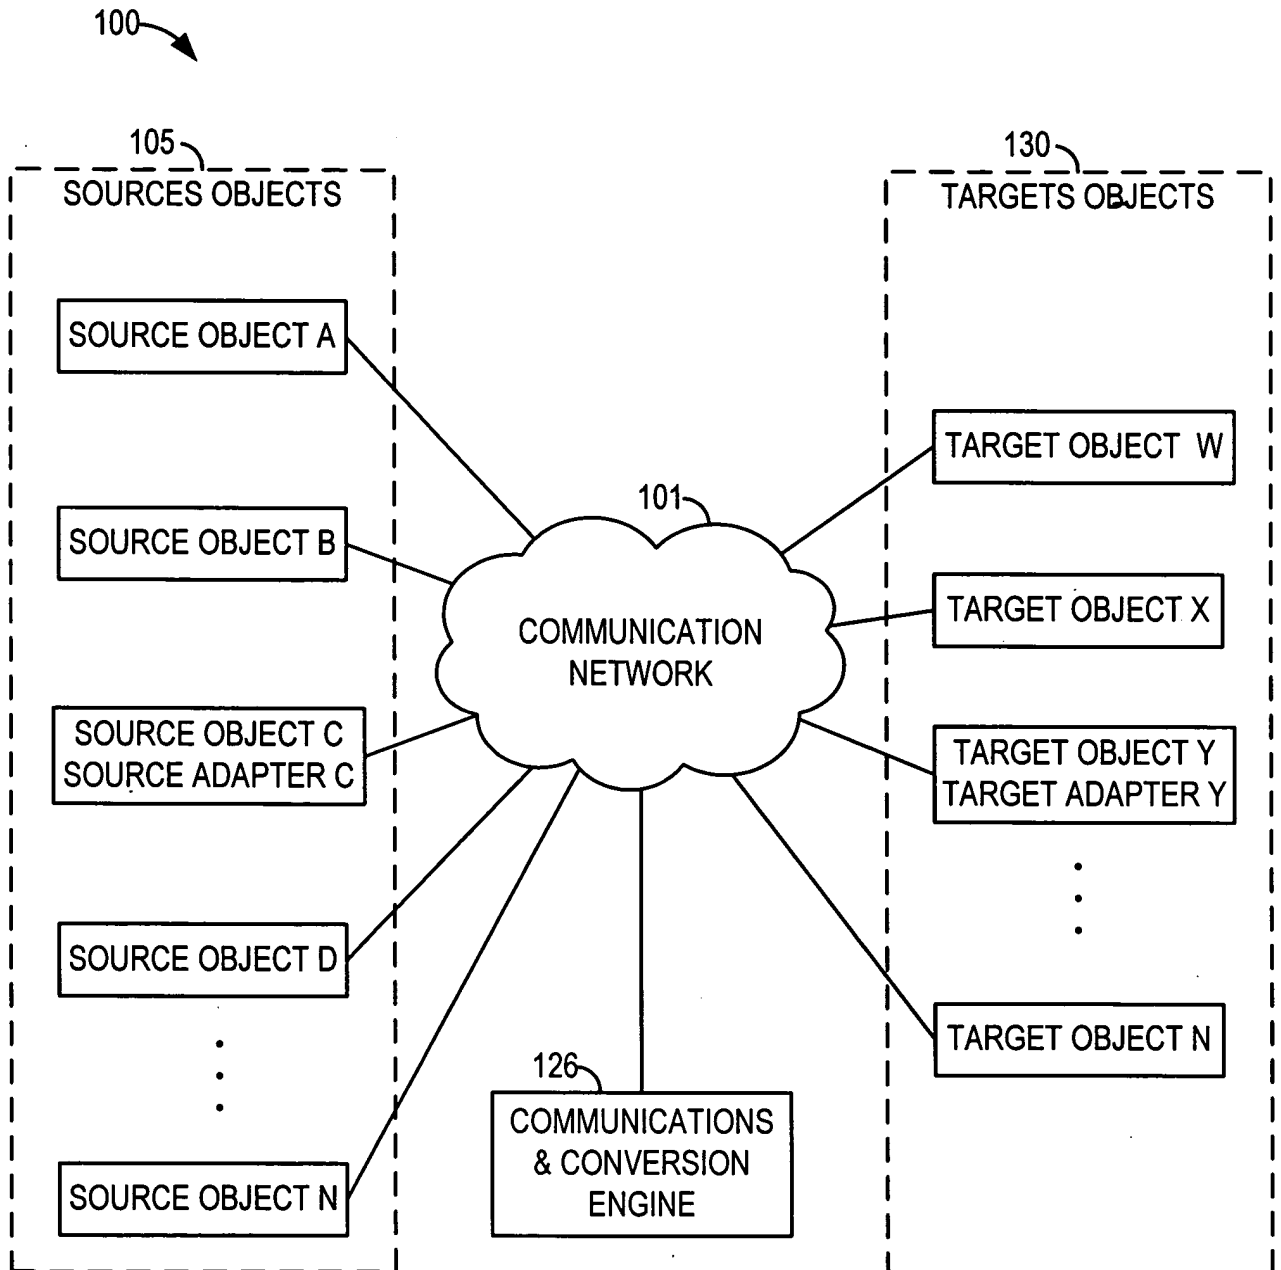 100
105
SOURCES OBJECTS
SOURCE OBJECT A
SOURCE OBJECT B
SOURCE OBJECT C
SOURCE ADAPTER C
SOURCE OBJECT D
SOURCE OBJECT N
101
COMMUNICATION
NETWORK
126
COMMUNICATIONS
& CONVERSION
ENGINE
130
TARGETS OBJECTS
TARGET OBJECT W
TARGET OBJECT X
TARGET OBJECT Y
TARGET ADAPTER Y
TARGET OBJECT N